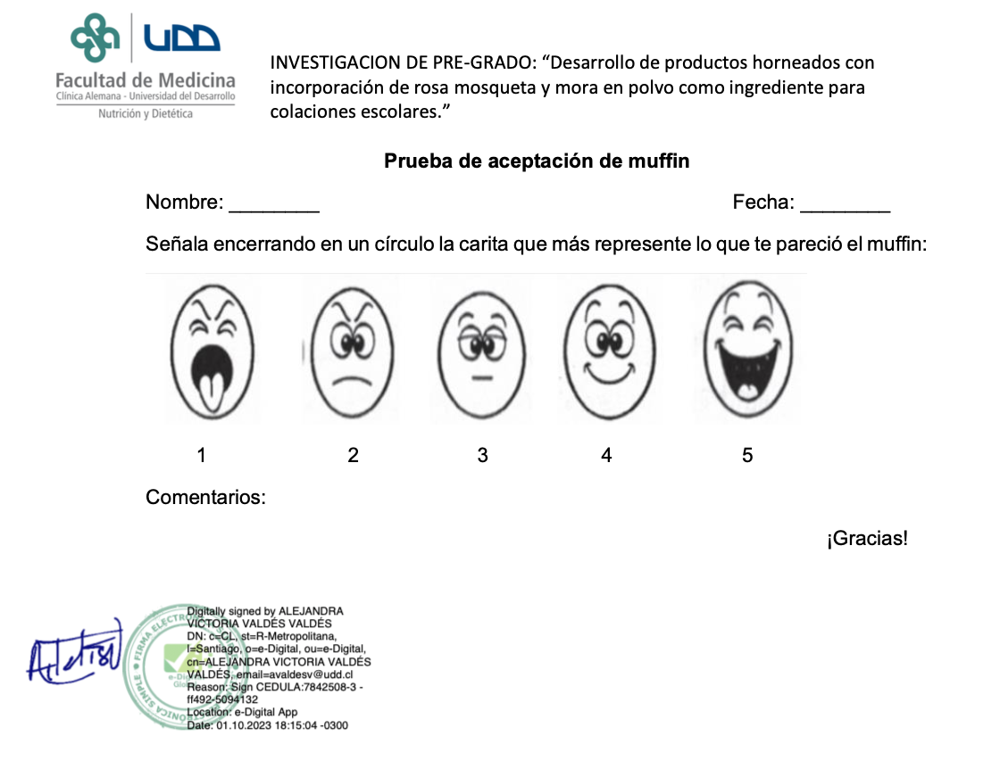 UDD
Facultad de Medicina
Clínica Alemana - Universidad del Desarrollo
Nutrición y Dietética
INVESTIGACION DE PRE-GRADO: “Desarrollo de productos horneados con
incorporación de rosa mosqueta y mora en polvo como ingrediente para
colaciones escolares.”
Prueba de aceptación de muffin
Nombre: ________ Fecha: ________
Señala encerrando en un círculo la carita que más represente lo que te pareció el muffin:
1 2 3 4 5
Comentarios:
¡Gracias!
Digitally signed by ALEJANDRA
VICTORIA VALDÉS VALDÉS
DN: c=CL, st=R-Metropolitana,
l=Santiago, o=e-Digital, ou=e-Digital,
cn=ALEJANDRA VICTORIA VALDÉS
VALDÉS, email=avaldesv@udd.cl
Reason: Sign CEDULA:7842508-3 -
ff492-5094132
Location: e-Digital App
Date: 01.10.2023 18:15:04 -0300